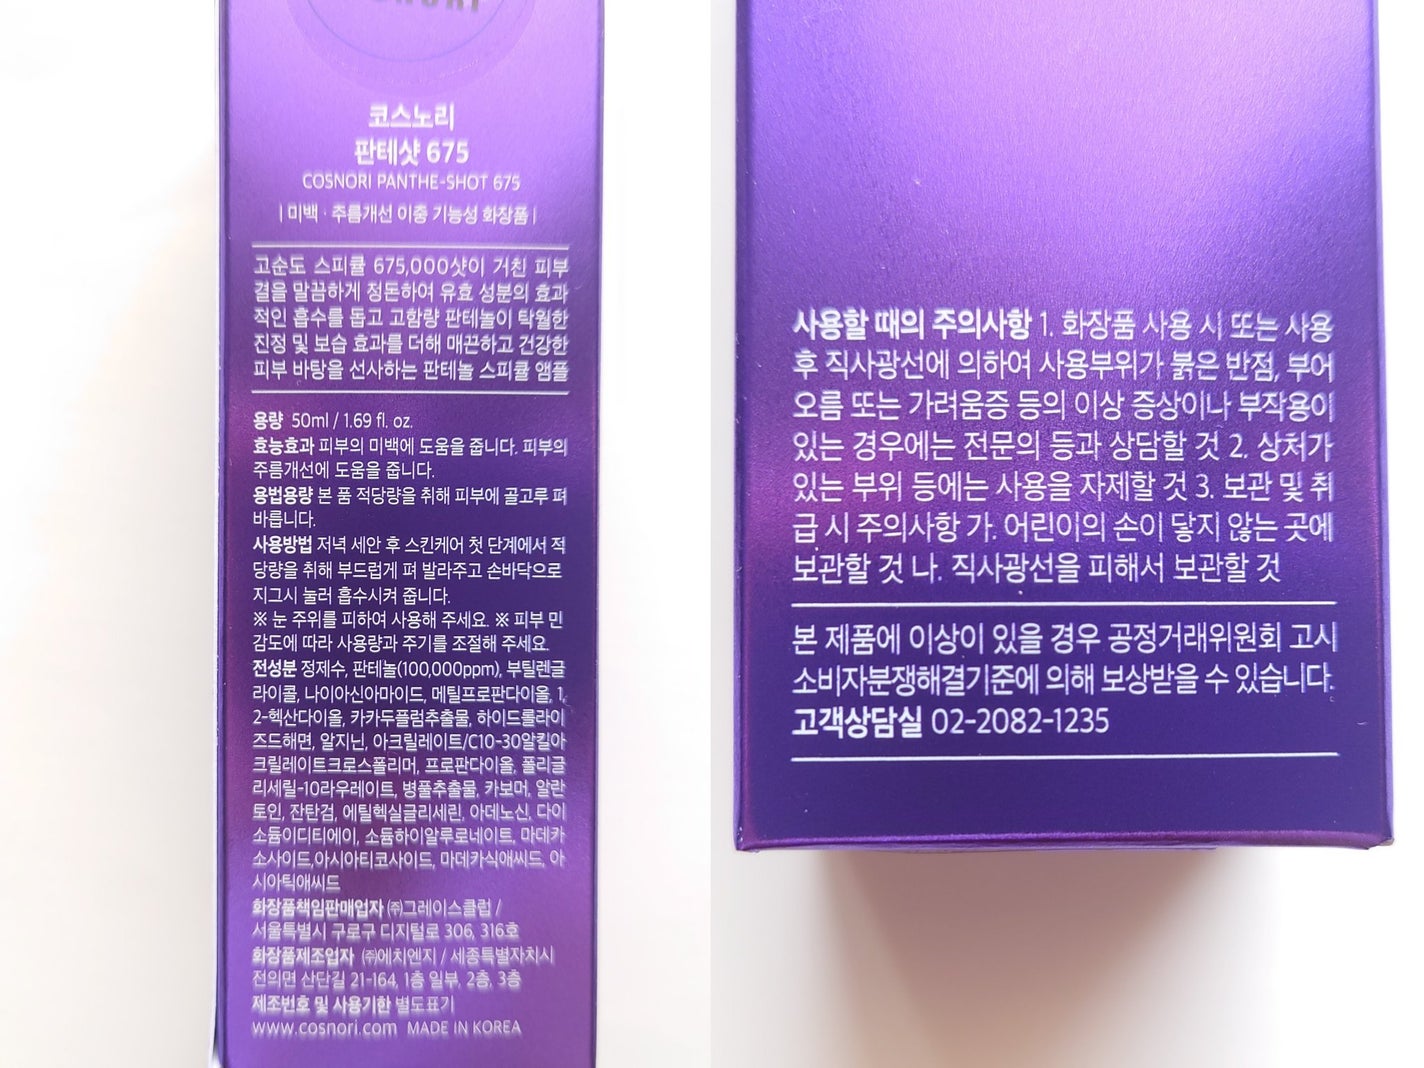 코스노리
판테샷 675
COSNORI PANTHE-SHOT 675
| 미백 · 주름개선 이중 기능성 화장품 |
고순도 스피큘 675,000샷이 거친 피부
결을 말끔하게 정돈하여 유효 성분의 효과
적인 흡수를 돕고 고함량 판테놀이 탁월한
진정 및 보습 효과를 더해 매끈하고 건강한
피부 바탕을 선사하는 판테놀 스피큘 앰플
용량 50ml / 1.69 fl. oz.
효능효과 피부의 미백에 도움을 줍니다. 피부의
주름개선에 도움을 줍니다.
용법용량 본 품 적당량을 취해 피부에 골고루 펴
바릅니다.
사용방법 저녁 세안 후 스킨케어 첫 단계에서 적
당량을 취해 부드럽게 펴 발라주고 손바닥으로
지그시 눌러 흡수시켜 줍니다.
※ 눈 주위를 피하여 사용해 주세요. ※ 피부 민
감도에 따라 사용량과 주기를 조절해 주세요.
전성분 정제수, 판테놀(100,000ppm), 부틸렌글
라이콜, 나이아신아마이드, 메틸프로판다이올, 1,
2-헥산다이올, 카카두플럼추출물, 하이드롤라이
즈드해면, 알지닌, 아크릴레이트/C10-30알킬아
크릴레이트크로스폴리머, 프로판다이올, 폴리글
리세릴-10라우레이트, 병풀추출물, 카보머, 알란
토인, 잔탄검, 에틸헥실글리세린, 아데노신, 다이
소듐이디티에이, 소듐하이알루로네이트, 마데카
소사이드,아시아티코사이드, 마데카식애씨드, 아
시아틱애씨드
화장품책임판매업자 ㈜그레이스클럽 /
서울특별시 구로구 디지털로 306, 316호
화장품제조업자 ㈜에치엔지 / 세종특별자치시
전의면 산단길 21-164, 1층 일부, 2층, 3층
제조번호 및 사용기한 별도표기
www.cosnori.com MADE IN KOREA
사용할 때의 주의사항 1. 화장품 사용 시 또는 사용
후 직사광선에 의하여 사용부위가 붉은 반점, 부어
오름 또는 가려움증 등의 이상 증상이나 부작용이
있는 경우에는 전문의 등과 상담할 것 2. 상처가
있는 부위 등에는 사용을 자제할 것 3. 보관 및 취
급 시 주의사항 가. 어린이의 손이 닿지 않는 곳에
보관할 것 나. 직사광선을 피해서 보관할 것
본 제품에 이상이 있을 경우 공정거래위원회 고시
소비자분쟁해결기준에 의해 보상받을 수 있습니다.
고객상담실 02-2082-1235